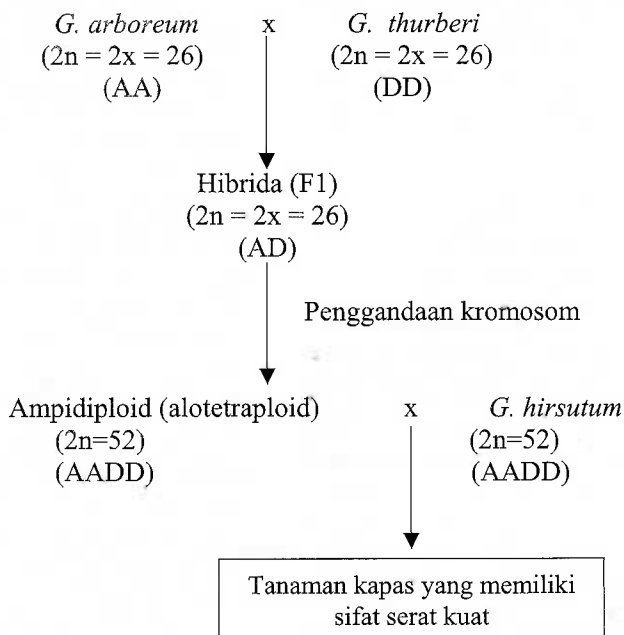 G. arboreum x G. thurberi
(2n = 2x = 26) (2n = 2x = 26)
(AA) (DD)
Hibrida (F1)
(2n = 2x = 26)
(AD)
Penggandaan kromosom
Ampidiploid (alotetraploid) x G. hirsutum
(2n=52) (2n=52)
(AADD) (AADD)
Tanaman kapas yang memiliki
sifat serat kuat